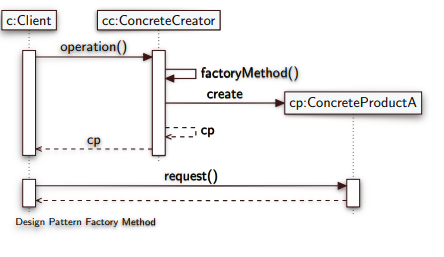 c:Client cc:ConcreteCreator
operation()
factoryMethod()
create
cp:ConcreteProductA
cp
cp
request()
Design Pattern Factory Method